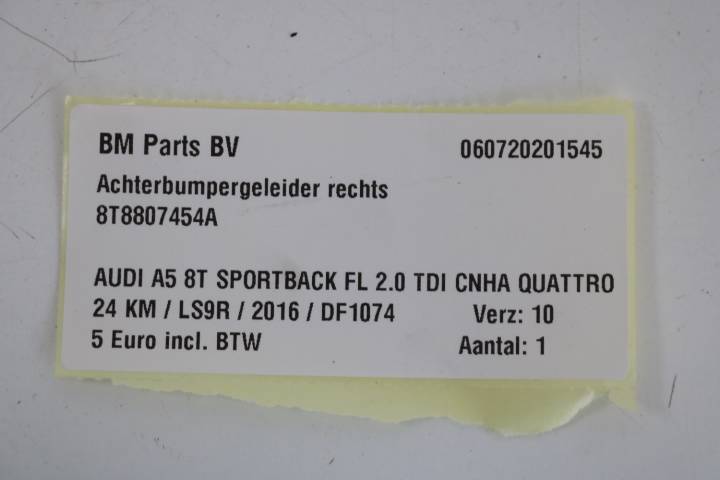 BM Parts BV 060720201545
Achterbumpergeleider rechts
8T8807454A
AUDI A5 8T SPORTBACK FL 2.0 TDI CNHA QUATTRO
24 KM / LS9R / 2016 / DF1074 Verz: 10
5 Euro incl. BTW Aantal: 1